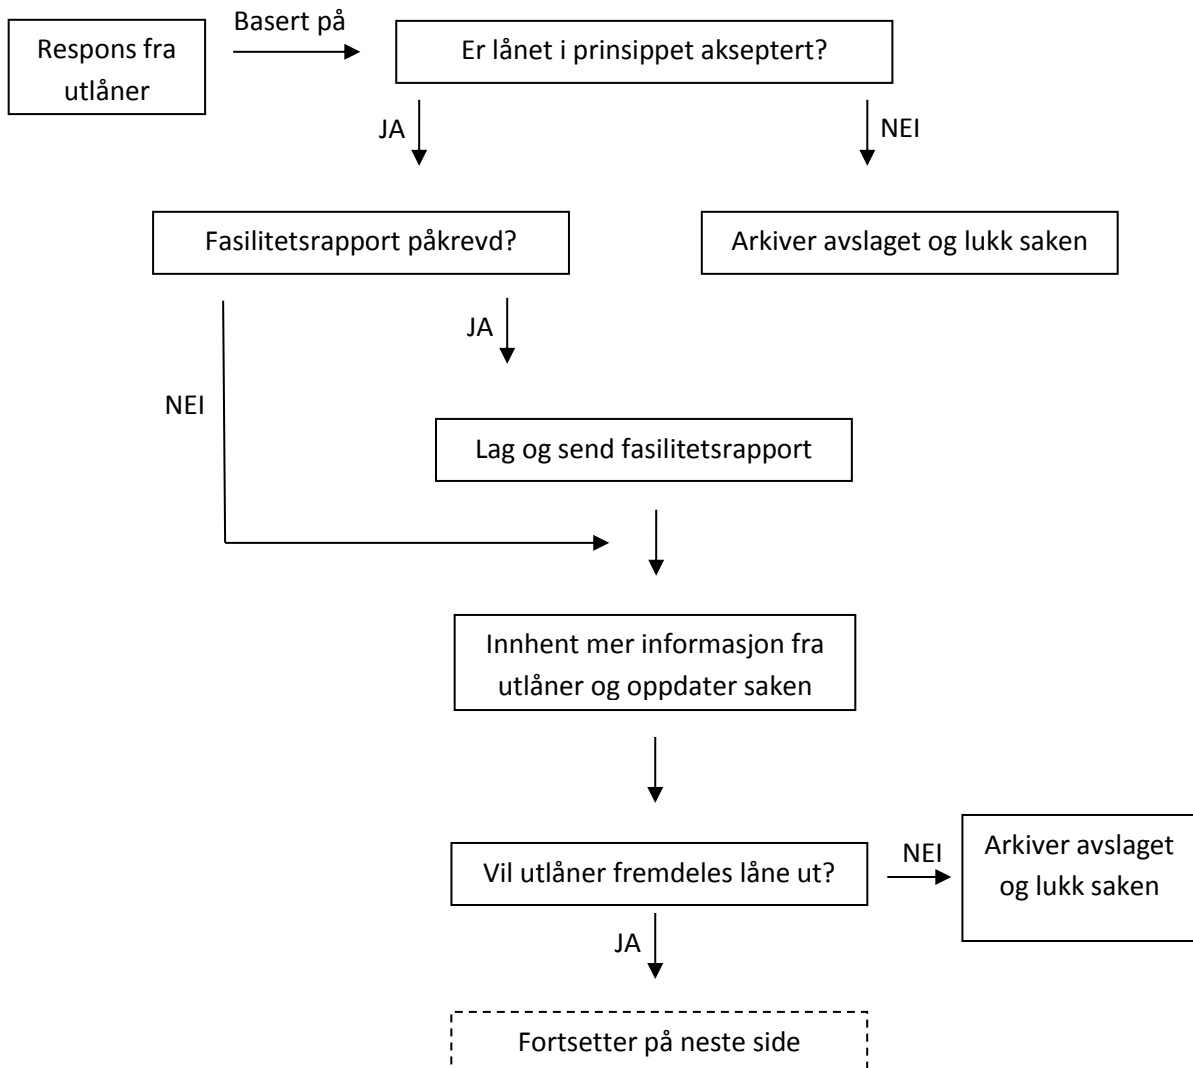 Respons fra
utlåner
Basert på
Er lånet i prinsippet akseptert?
JA
NEI
Fasilitetsrapport påkrevd?
Arkiver avslaget og lukk saken
JA
NEI
Lag og send fasilitetsrapport
Innhent mer informasjon fra
utlåner og oppdater saken
Vil utlåner fremdeles låne ut?
NEI
Arkiver avslaget
og lukk saken
JA
Fortsetter på neste side